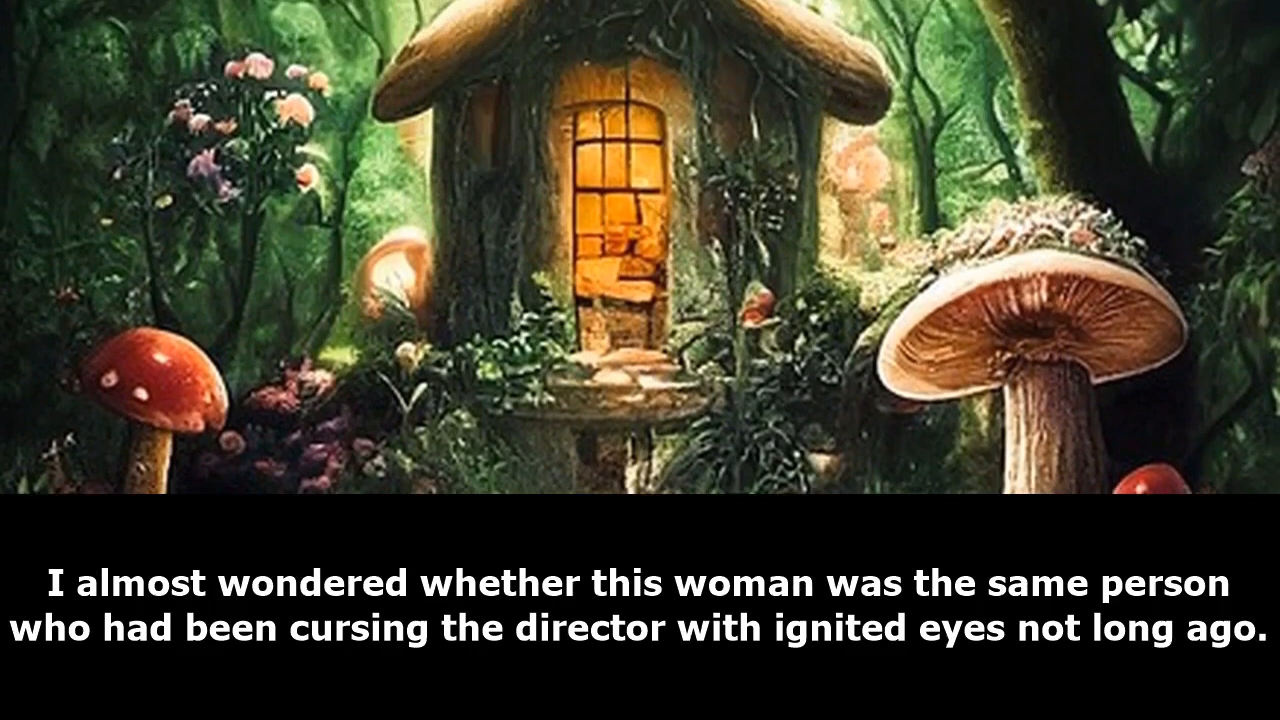 I almost wondered whether this woman was the same person
who had been cursing the director with ignited eyes not long ago.